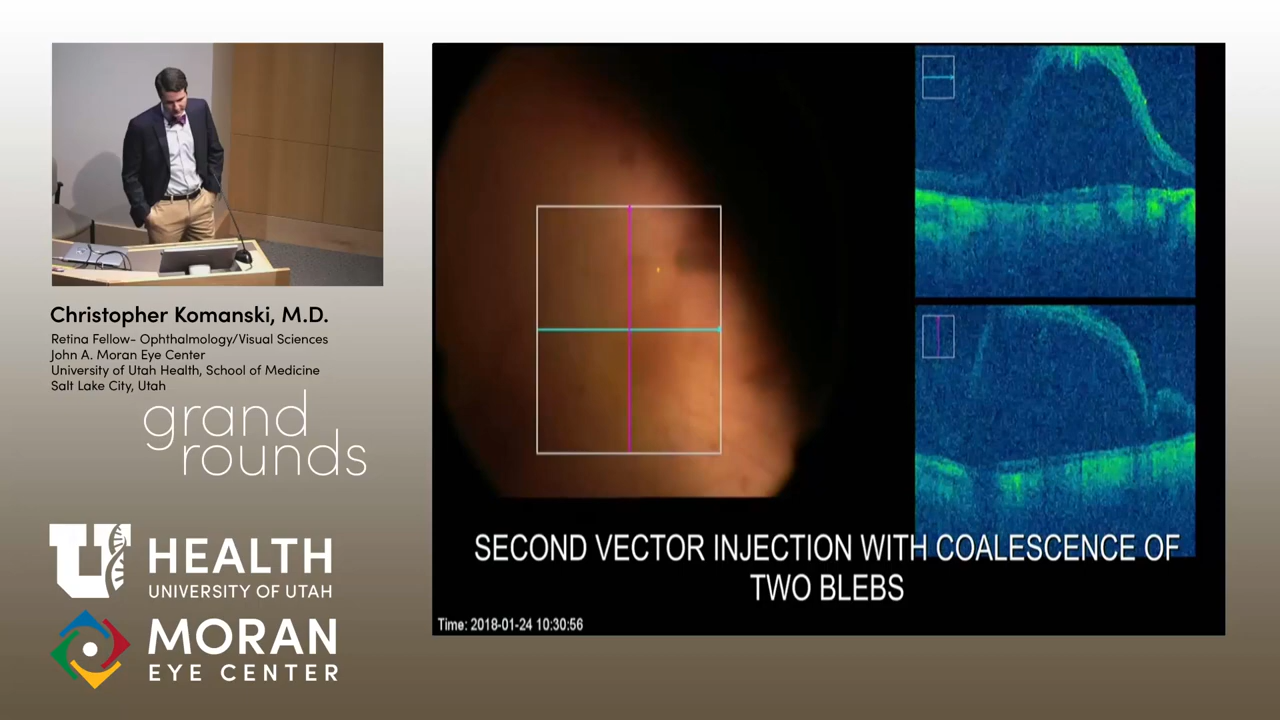 Christopher Komanski, M.D.
Retina Fellow- Ophthalmology/Visual Sciences
John A. Moran Eye Center
University of Utah Health, School of Medicine
Salt Lake City, Utah
grand
rounds
U HEALTH
UNIVERSITY OF UTAH
MORAN
EYE CENTER
SECOND VECTOR INJECTION WITH COALESCENCE OF
TWO BLEBS
Time: 2018-01-24 10:30:56